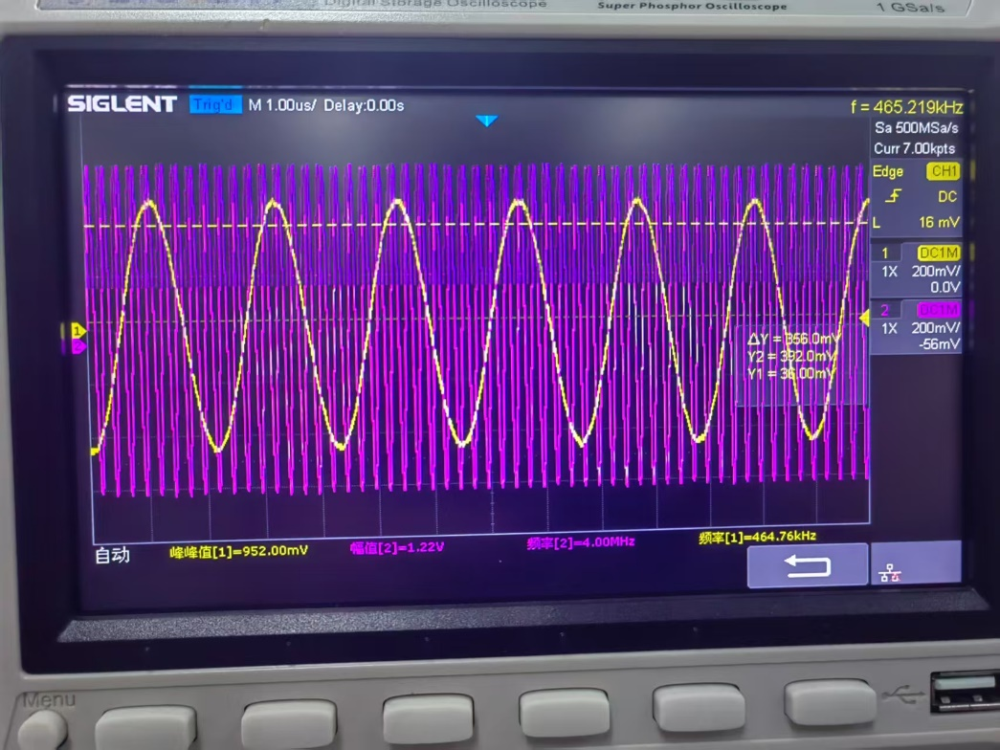 Digital Storage Oscilloscope Super Phosphor Oscilloscope 1 GSa/s
SIGLENT Trig'd M 1.00us/ Delay:0.00s f = 465.219kHz
Sa 500MSa/s
Curr 7.00kpts
Edge CH1
DC
L 16 mV
1 DC1M
1X 200mV/
0.0V
2 DC1M
1X 200mV/
-56mV
1
2
ΔY = 356.0mV
Y2 = 392.0mV
Y1 = 36.00mV
自动 峰峰值[1]=952.00mV 幅值[2]=1.22V 频率[2]=4.00MHz 频率[1]=464.76kHz
Menu